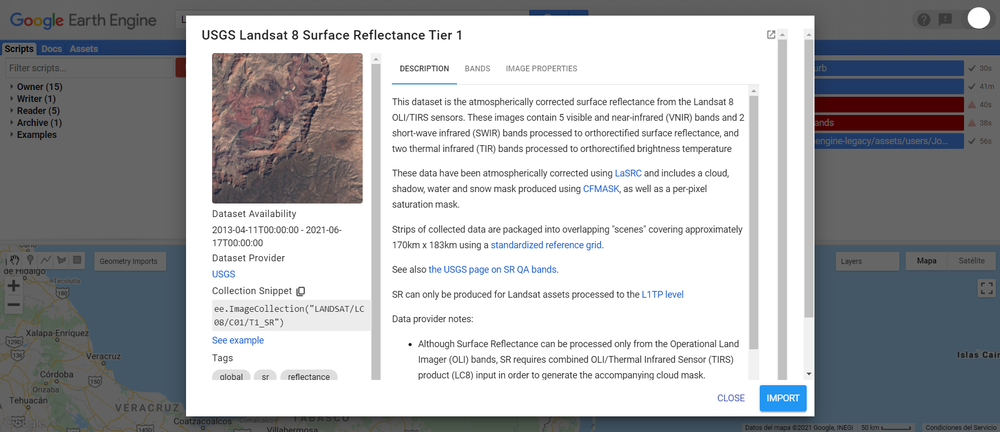 Google Earth Engine
L
Scripts Docs Assets
Filter scripts...
Owner (15)
Writer (1)
Reader (5)
Archive (1)
Examples
USGS Landsat 8 Surface Reflectance Tier 1
Dataset Availability
2013-04-11T00:00:00 - 2021-06-
17T00:00:00
Dataset Provider
USGS
Collection Snippet
ee.ImageCollection("LANDSAT/LC
08/C01/T1_SR")
See example
Tags
global sr reflectance
DESCRIPTION BANDS IMAGE PROPERTIES
This dataset is the atmospherically corrected surface reflectance from the Landsat 8
OLI/TIRS sensors. These images contain 5 visible and near-infrared (VNIR) bands and 2
short-wave infrared (SWIR) bands processed to orthorectified surface reflectance, and
two thermal infrared (TIR) bands processed to orthorectified brightness temperature
These data have been atmospherically corrected using LaSRC and includes a cloud,
shadow, water and snow mask produced using CFMASK, as well as a per-pixel
saturation mask.
Strips of collected data are packaged into overlapping "scenes" covering approximately
170km x 183km using a standardized reference grid.
See also the USGS page on SR QA bands.
SR can only be produced for Landsat assets processed to the L1TP level
Data provider notes:
• Although Surface Reflectance can be processed only from the Operational Land
Imager (OLI) bands, SR requires combined OLI/Thermal Infrared Sensor (TIRS)
product (LC8) input in order to generate the accompanying cloud mask.
CLOSE IMPORT
urb 30s
41m
40s
ands 38s
engine-legacy/assets/users/Jo... 56s
Geometry Imports
Layers
Mapa Satélite
de Hidalgo
Tecolutla
180
Xalapa-Enríquez
129D
136
Veracruz
Córdoba
150
Orizaba
Tehuacán
VERACRUZ
Coatzacoalcos
Comalcalco
TABASCO
Villahermosa
145D
Google
Islas Cai
Datos del mapa ©2021 Google, INEGI 50 km Condiciones del Servicio